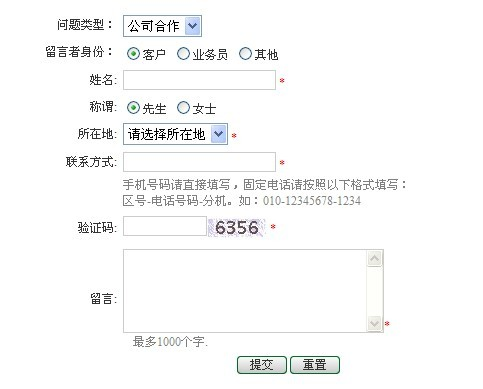 问题类型： 公司合作
留言者身份： 客户 业务员 其他
姓名: *
称谓: 先生 女士
所在地: 请选择所在地 *
联系方式: *
手机号码请直接填写，固定电话请按照以下格式填写：
区号-电话号码-分机。如：010-12345678-1234
验证码: 6356 *
留言: *
最多1000个字.
提交 重置